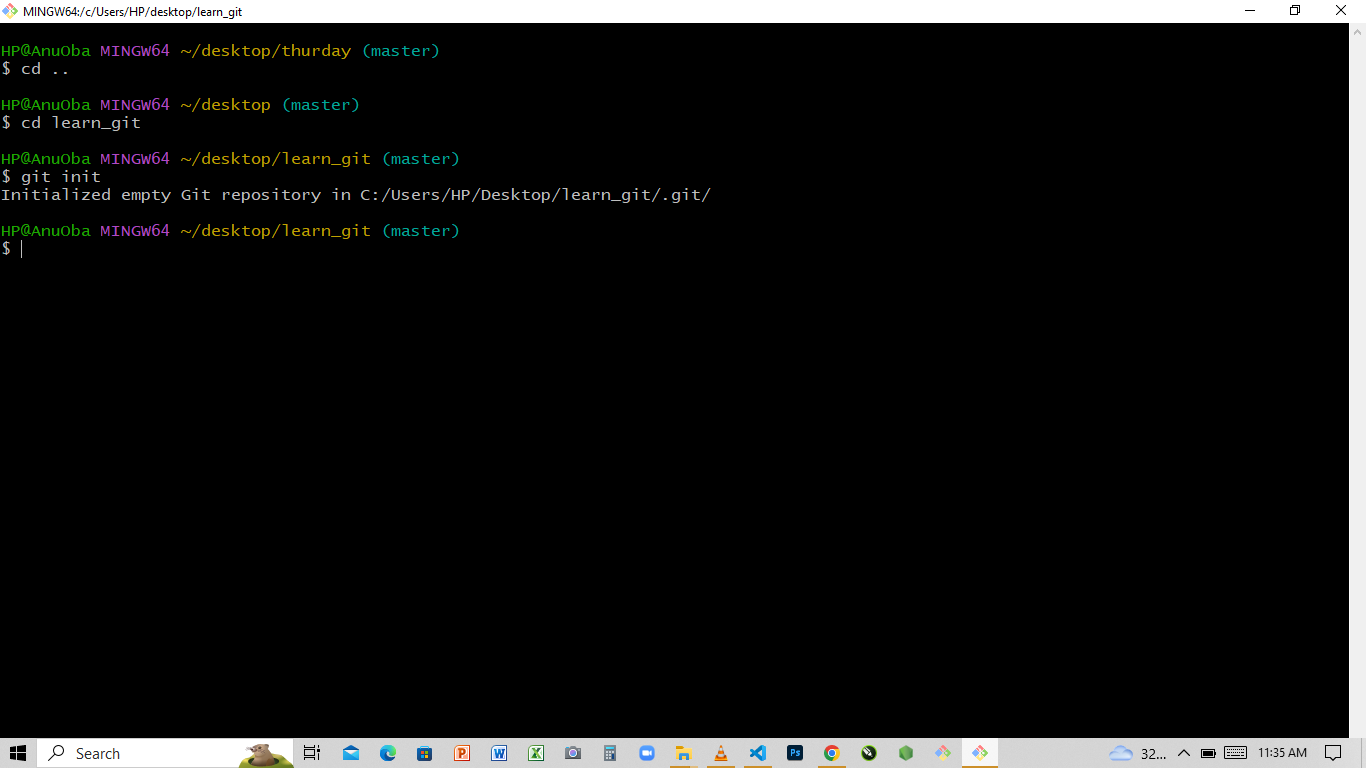 MINGW64:/c/Users/HP/desktop/learn_git
HP@AnuOba MINGW64 ~/desktop/thurday (master)
$ cd ..
HP@AnuOba MINGW64 ~/desktop (master)
$ cd learn_git
HP@AnuOba MINGW64 ~/desktop/learn_git (master)
$ git init
Initialized empty Git repository in C:/Users/HP/Desktop/learn_git/.git/
HP@AnuOba MINGW64 ~/desktop/learn_git (master)
$
Search
32...
11:35 AM